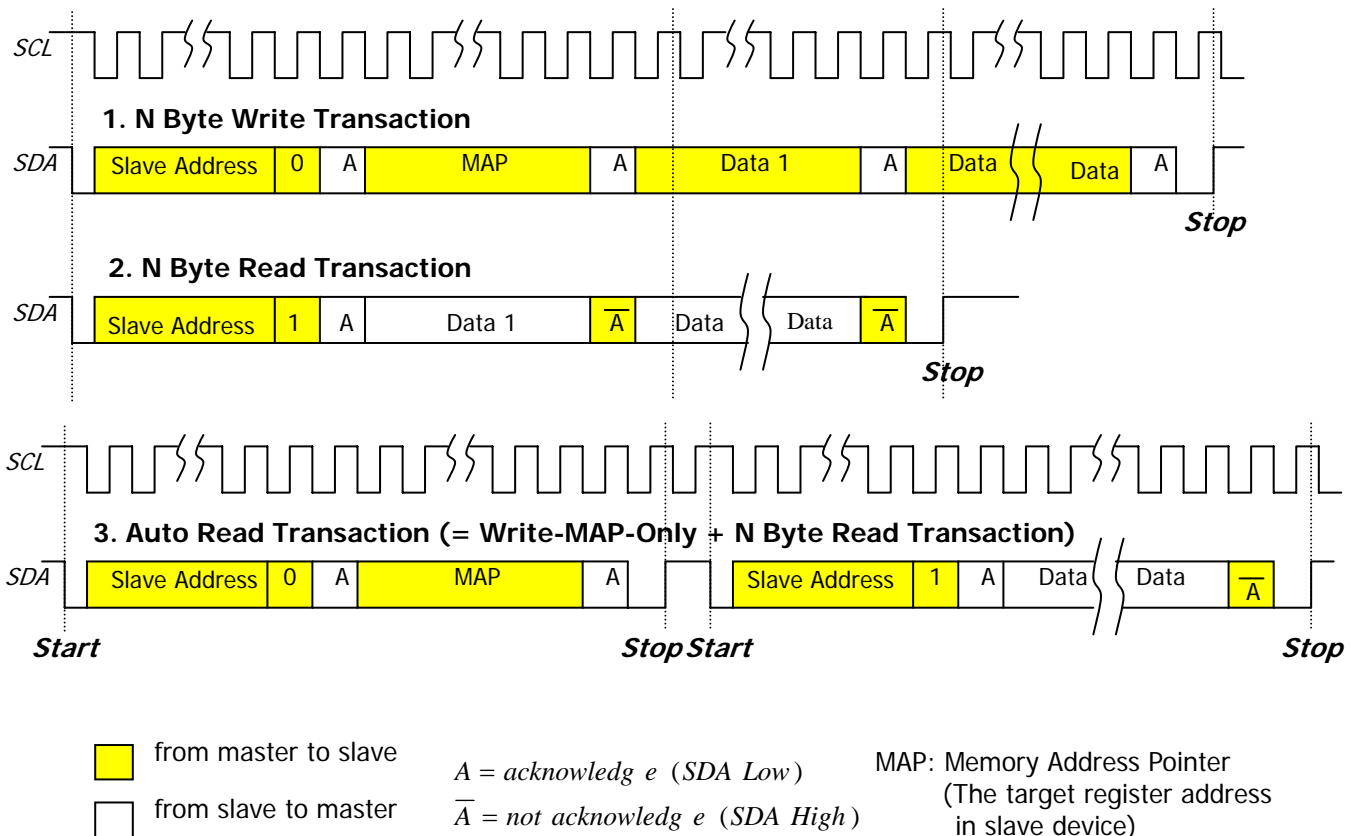 SCL
1. N Byte Write Transaction
SDA Slave Address 0 A MAP A Data 1 A Data Data A
Stop
2. N Byte Read Transaction
SDA Slave Address 1 A Data 1 A̅ Data Data A̅
Stop
SCL
3. Auto Read Transaction (= Write-MAP-Only + N Byte Read Transaction)
SDA Slave Address 0 A MAP A Slave Address 1 A Data Data A̅
Start Stop Start Stop
from master to slave
from slave to master
A = acknowledg e (SDA Low)
A̅ = not acknowledg e (SDA High)
MAP: Memory Address Pointer
(The target register address
in slave device)